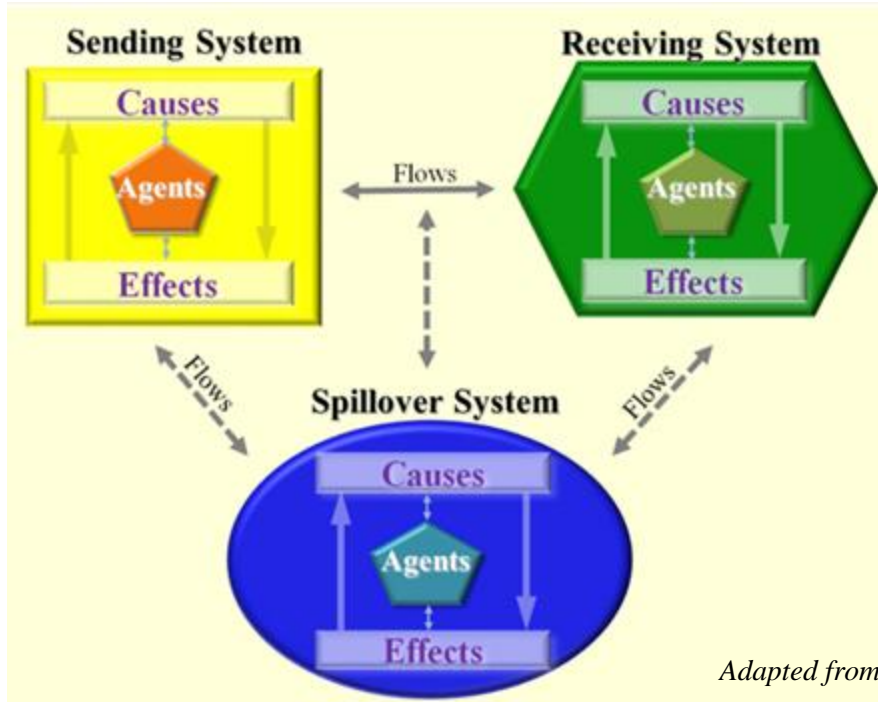 Sending System
Receiving System
Causes
Agents
Effects
Flows
Causes
Agents
Effects
Flows
Flows
Spillover System
Causes
Agents
Effects
Adapted from